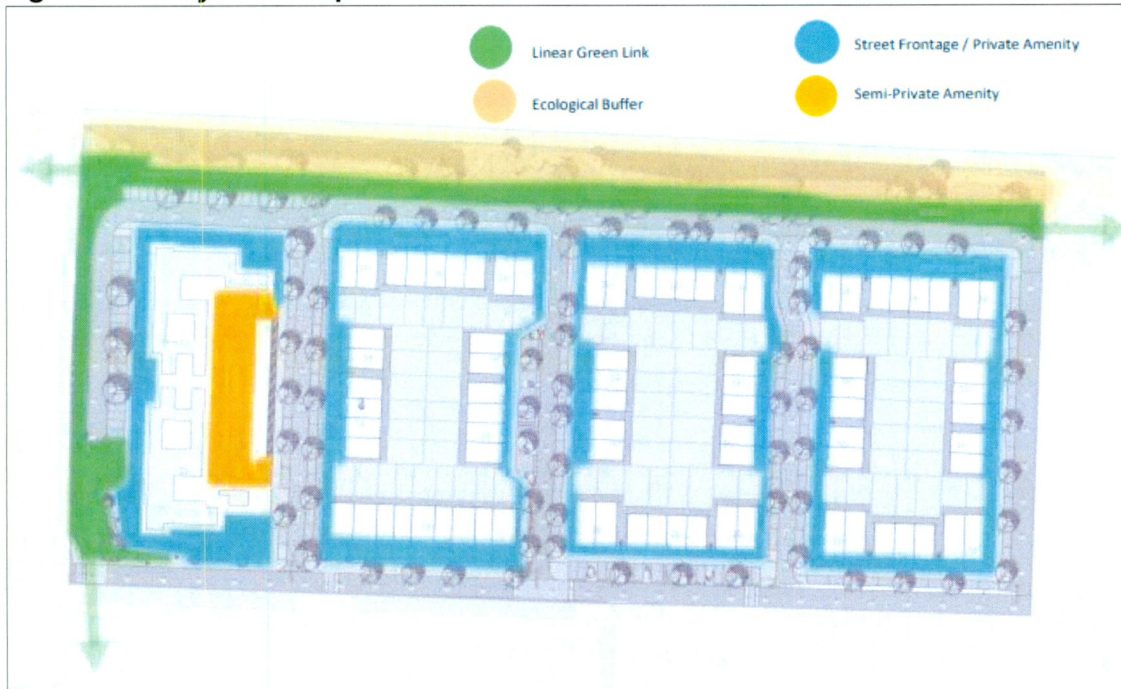 Linear Green Link
Street Frontage / Private Amenity
Ecological Buffer
Semi-Private Amenity